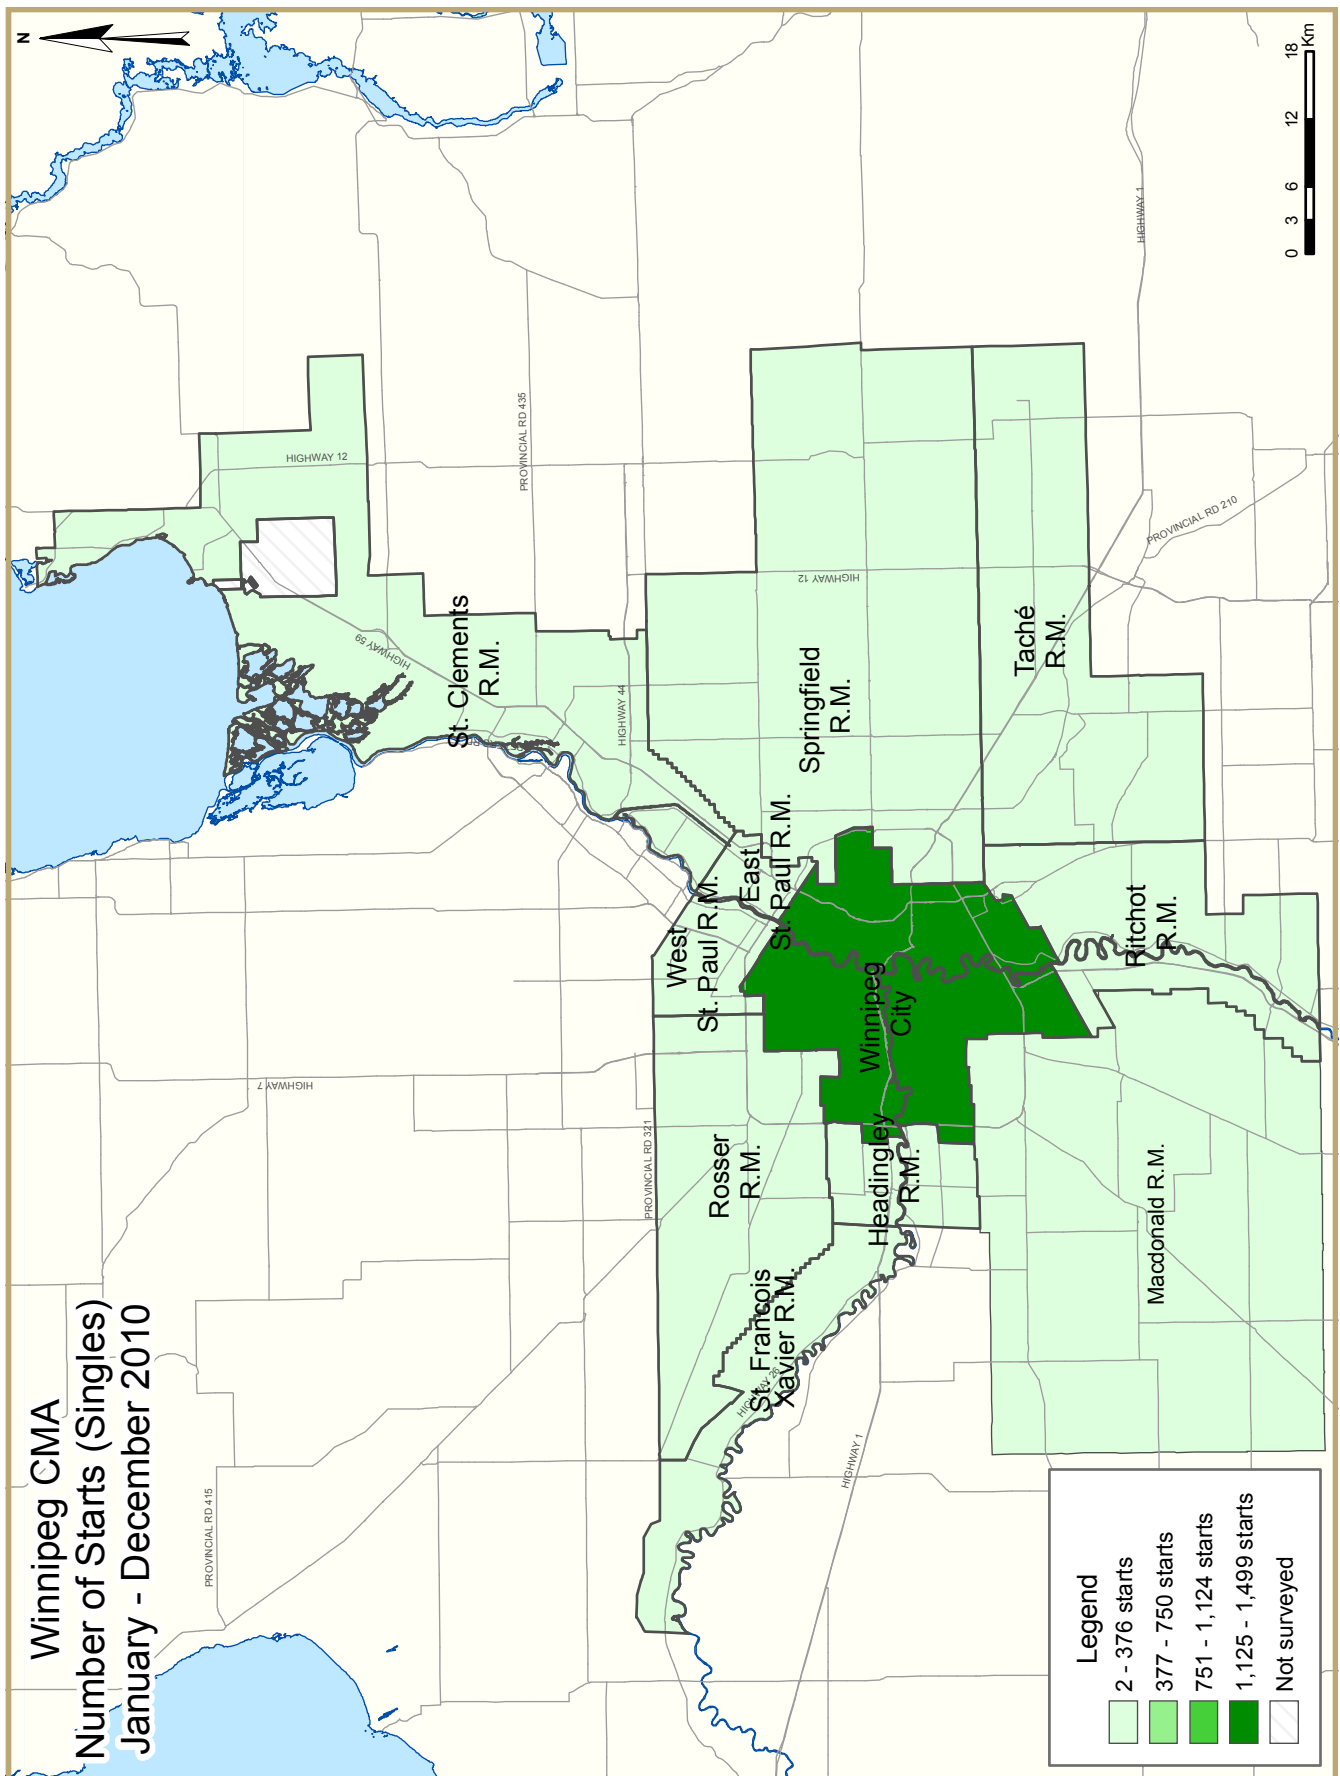 Winnipeg CMA
Number of Starts (Singles)
January - December 2010
N
PROVINCIAL RD 415
HIGHWAY 7
HIGHWAY 12
PROVINCIAL RD 435
HIGHWAY 59
St. Clements
R.M.
HIGHWAY 44
PROVINCIAL RD 321
West
St. Paul R.M.
East
St. Paul R.M.
Rosser
R.M.
Springfield
R.M.
HIGHWAY 12
St. François
Xavier R.M.
HIGHWAY 26
Headingley
R.M.
Winnipeg
City
HIGHWAY 1
Taché
R.M.
HIGHWAY 1
PROVINCIAL RD 210
Ritchot
R.M.
Macdonald R.M.
Legend
2 - 376 starts
377 - 750 starts
751 - 1,124 starts
1,125 - 1,499 starts
Not surveyed
0 3 6 12 18
Km